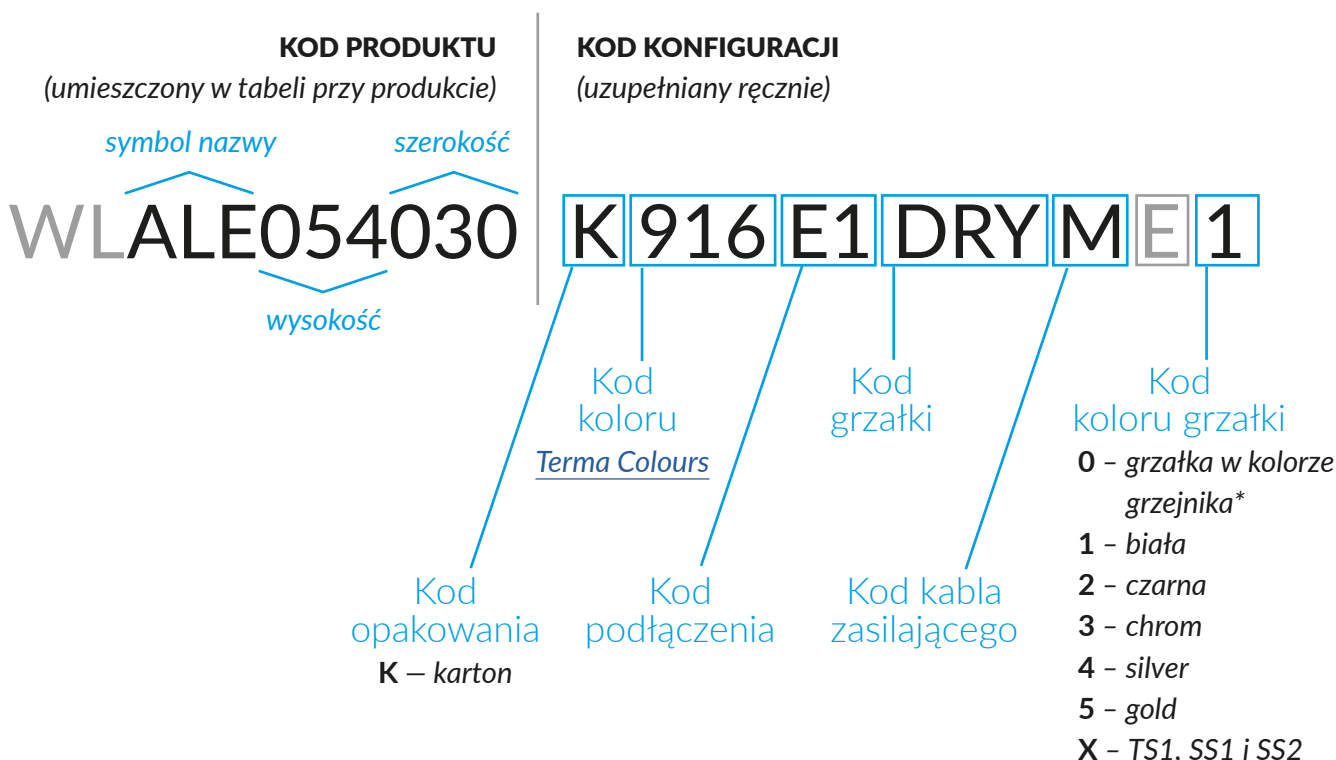 KOD PRODUKTU
(umieszczony w tabeli przy produkcie)
KOD KONFIGURACJI
(uzupełniany ręcznie)
symbol nazwy
szerokość
WLALE054030 K 916 E1 DRY M E 1
wysokość
Kod
koloru
Terma Colours
Kod
grzałki
Kod
koloru grzałki
0 – grzałka w kolorze
grzejnika*
1 – biała
2 – czarna
3 – chrom
4 – silver
5 – gold
X – TS1, SS1 i SS2
Kod
opakowania
K — karton
Kod
podłączenia
Kod kabla
zasilającego